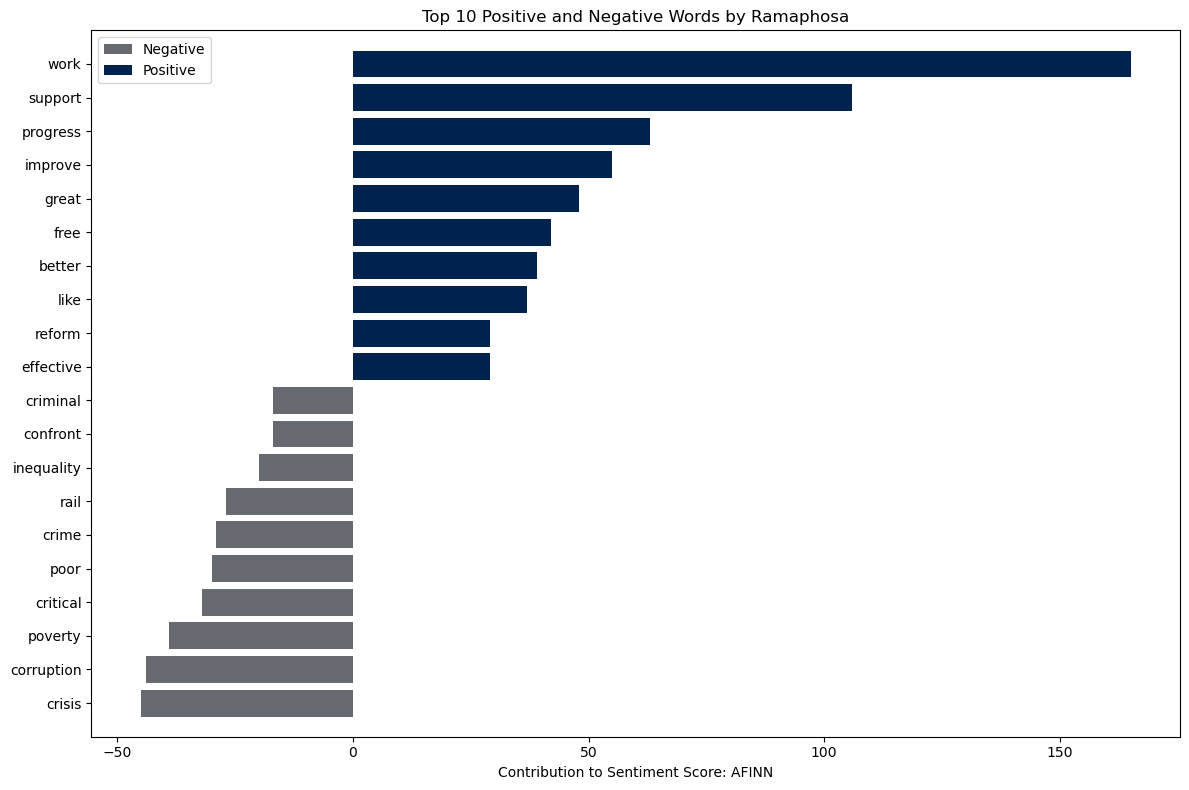 Top 10 Positive and Negative Words by Ramaphosa
Negative
Positive
work
support
progress
improve
great
free
better
like
reform
effective
criminal
confront
inequality
rail
crime
poor
critical
poverty
corruption
crisis
−50 0 50 100 150
Contribution to Sentiment Score: AFINN